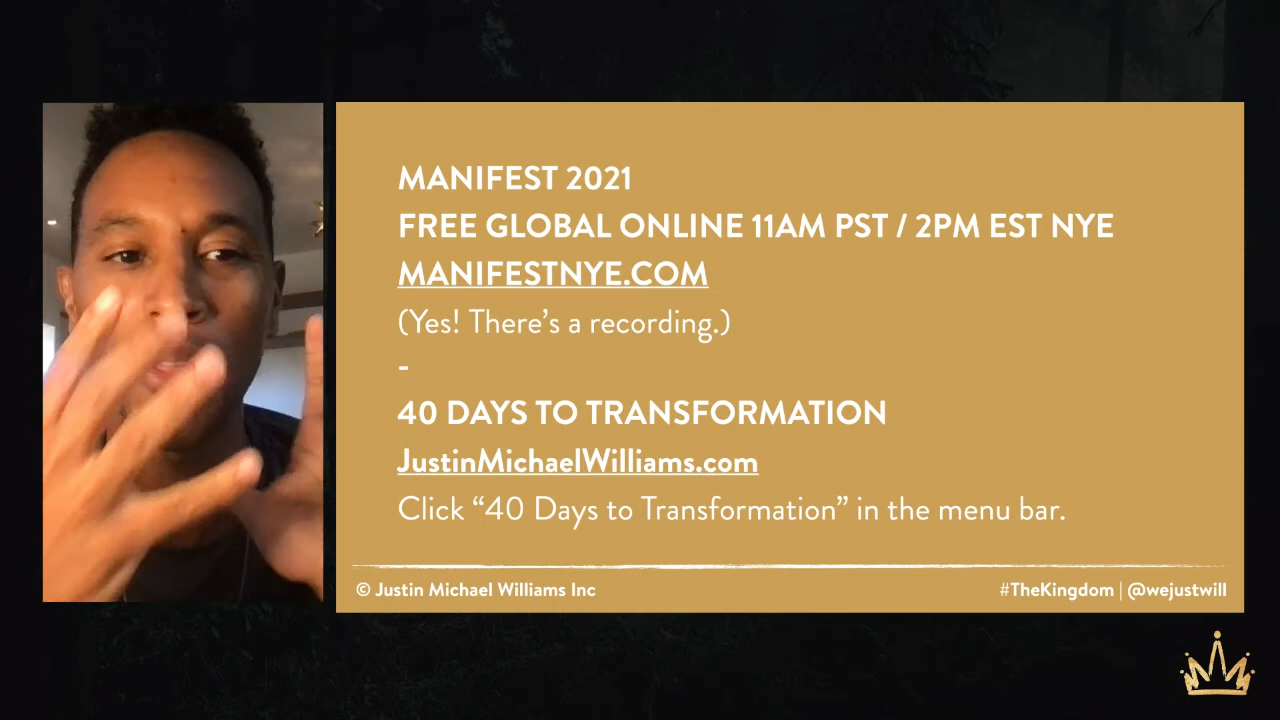 MANIFEST 2021
FREE GLOBAL ONLINE 11AM PST / 2PM EST NYE
MANIFESTNYE.COM
(Yes! There’s a recording.)
-
40 DAYS TO TRANSFORMATION
JustinMichaelWilliams.com
Click “40 Days to Transformation” in the menu bar.
© Justin Michael Williams Inc
#TheKingdom | @wejustwill